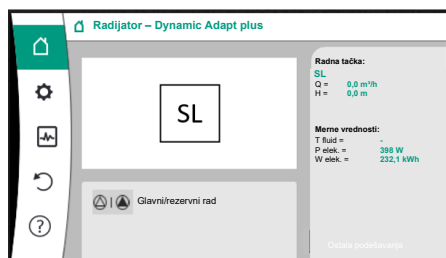 Radijator – Dynamic Adapt plus
SL
Glavni/rezervni rad
Radna tačka:
SL
Q = 0,0 m³/h
H = 0,0 m
Merne vrednosti:
T fluid = -
P elek. = 398 W
W elek. = 232,1 kWh
Ostala podešavanja